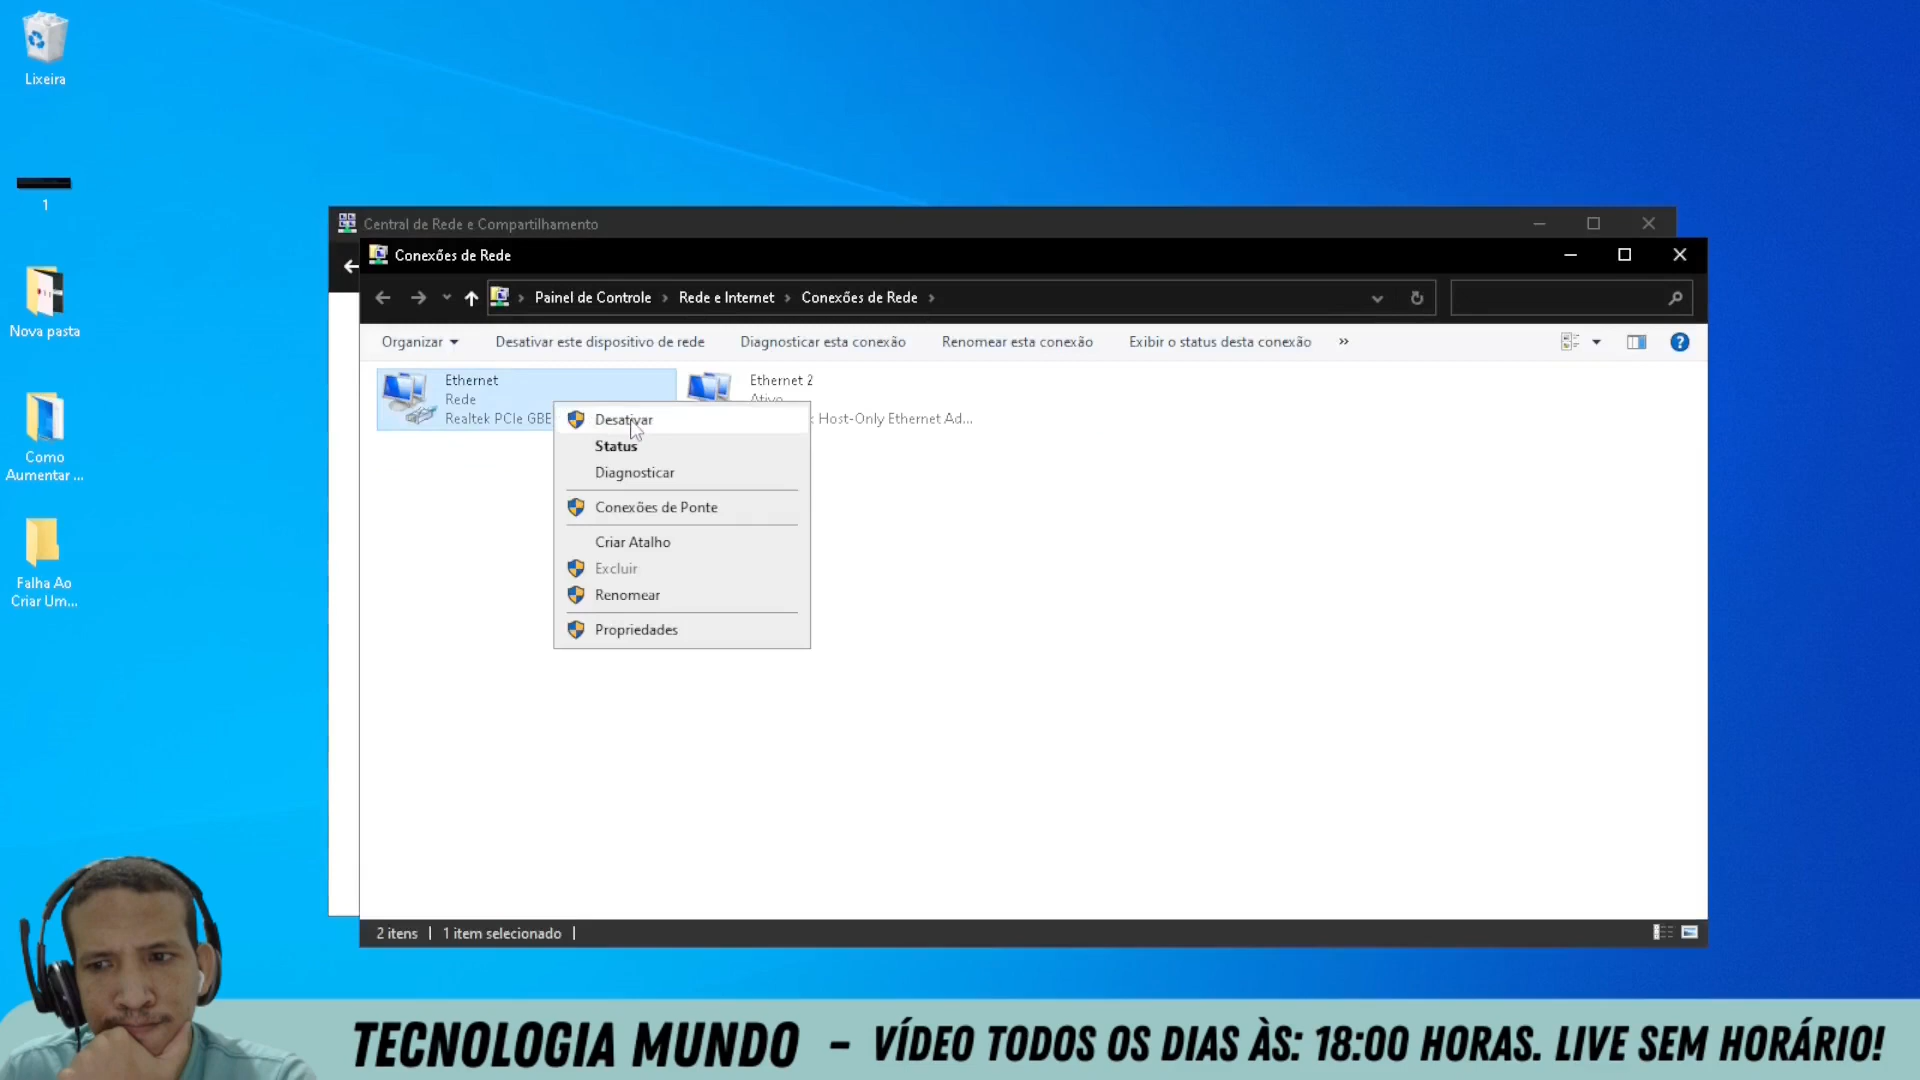 Lixeira
1
Nova pasta
Como
Aumentar ...
Falha Ao
Criar Um...
Central de Rede e Compartilhamento
Conexões de Rede
Painel de Controle
Rede e Internet
Conexões de Rede
Organizar
Desativar este dispositivo de rede
Diagnosticar esta conexão
Renomear esta conexão
Exibir o status desta conexão
»
Ethernet
Rede
Realtek PCIe GBE
Ethernet 2
Ativo
Host-Only Ethernet Ad...
Desativar
Status
Diagnosticar
Conexões de Ponte
Criar Atalho
Excluir
Renomear
Propriedades
2 itens
1 item selecionado
TECNOLOGIA MUNDO - VÍDEO TODOS OS DIAS ÀS: 18:00 HORAS. LIVE SEM HORÁRIO!